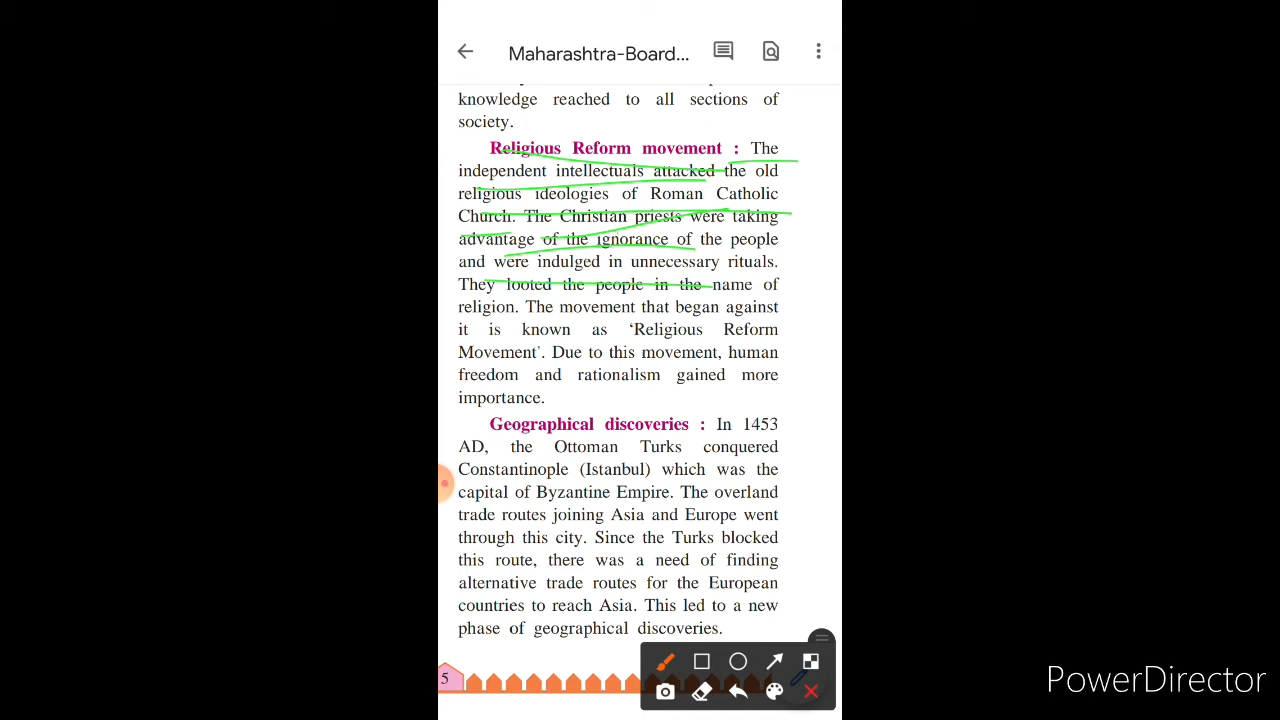 Maharashtra-Board...
knowledge reached to all sections of
society.
Religious Reform movement : The
independent intellectuals attacked the old
religious ideologies of Roman Catholic
Church. The Christian priests were taking
advantage of the ignorance of the people
and were indulged in unnecessary rituals.
They looted the people in the name of
religion. The movement that began against
it is known as ‘Religious Reform
Movement’. Due to this movement, human
freedom and rationalism gained more
importance.
Geographical discoveries : In 1453
AD, the Ottoman Turks conquered
Constantinople (Istanbul) which was the
capital of Byzantine Empire. The overland
trade routes joining Asia and Europe went
through this city. Since the Turks blocked
this route, there was a need of finding
alternative trade routes for the European
countries to reach Asia. This led to a new
phase of geographical discoveries.
5
PowerDirector